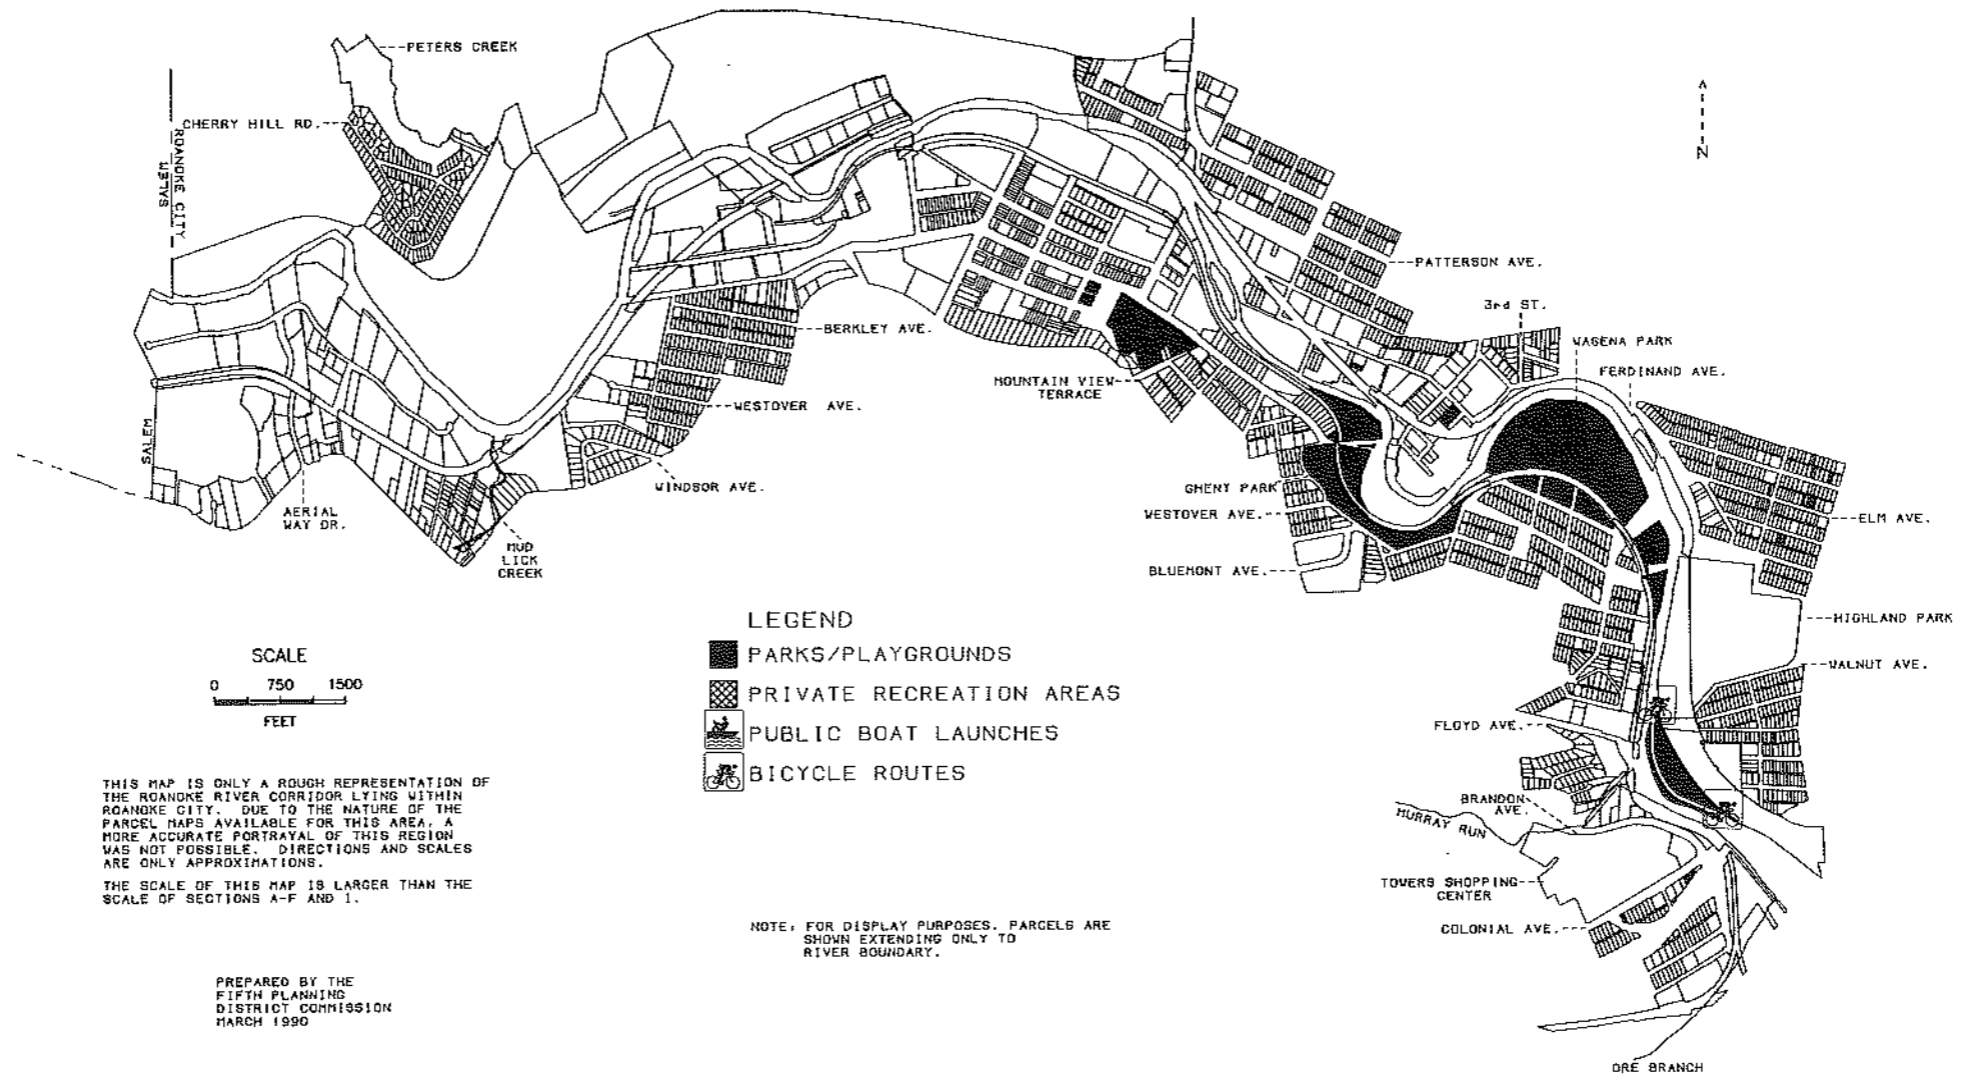 PETERS CREEK
CHERRY HILL RD.
ROANOKE CITY
SALEM
N
PATTERSON AVE.
3rd ST.
BERKLEY AVE.
WASENA PARK
FERDINAND AVE.
MOUNTAIN VIEW
TERRACE
WESTOVER AVE.
SALEM
WINDSOR AVE.
GHENT PARK
AERIAL
WAY DR.
WESTOVER AVE.
ELM AVE.
MUD
LICK
CREEK
BLUEMONT AVE.
HIGHLAND PARK
WALNUT AVE.
LEGEND
PARKS/PLAYGROUNDS
PRIVATE RECREATION AREAS
PUBLIC BOAT LAUNCHES
BICYCLE ROUTES
SCALE
0 750 1500
FEET
FLOYD AVE.
BRANDON
AVE.
MURRAY RUN
TOWERS SHOPPING
CENTER
COLONIAL AVE.
ORE BRANCH
THIS MAP IS ONLY A ROUGH REPRESENTATION OF
THE ROANOKE RIVER CORRIDOR LYING WITHIN
ROANOKE CITY. DUE TO THE NATURE OF THE
PARCEL MAPS AVAILABLE FOR THIS AREA, A
MORE ACCURATE PORTRAYAL OF THIS REGION
WAS NOT POSSIBLE. DIRECTIONS AND SCALES
ARE ONLY APPROXIMATIONS.
THE SCALE OF THIS MAP IS LARGER THAN THE
SCALE OF SECTIONS A-F AND I.
NOTE: FOR DISPLAY PURPOSES, PARCELS ARE
SHOWN EXTENDING ONLY TO
RIVER BOUNDARY.
PREPARED BY THE
FIFTH PLANNING
DISTRICT COMMISSION
MARCH 1990